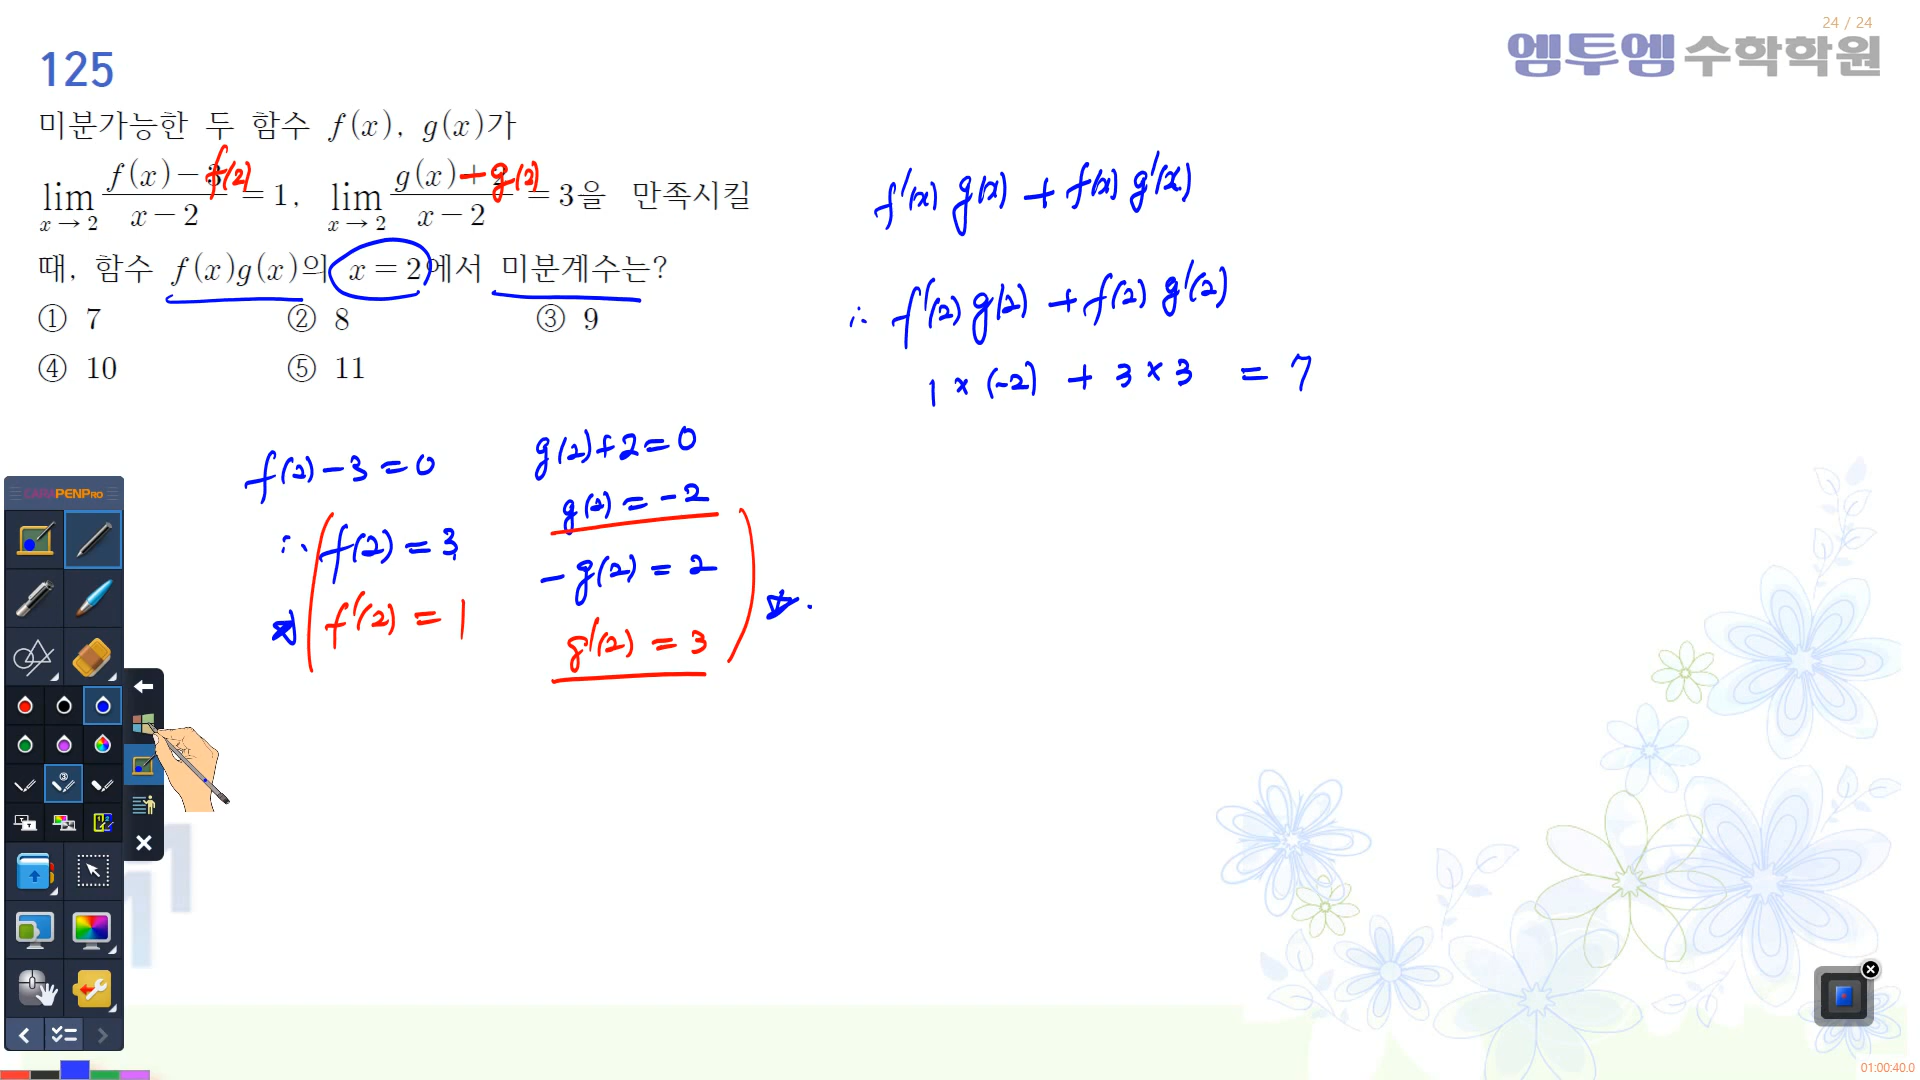 24 / 24
엠투엠 수학학원
125
미분가능한 두 함수 f(x), g(x)가
lim x→2 f(x)−f(2) / x−2 = 1, lim x→2 g(x)−g(2) / x−2 = 3을 만족시킬
때, 함수 f(x)g(x)의 x=2에서 미분계수는?
① 7 ② 8 ③ 9
④ 10 ⑤ 11
f'(x) g(x) + f(x) g'(x)
∴ f'(2) g(2) + f(2) g'(2)
1 × (-2) + 3 × 3 = 7
f(2) − 3 = 0
∴ f(2) = 3
f'(2) = 1
g(2) + 2 = 0
g(2) = −2
−g(2) = 2
g'(2) = 3
CARAPENPRO
01:00:40.0